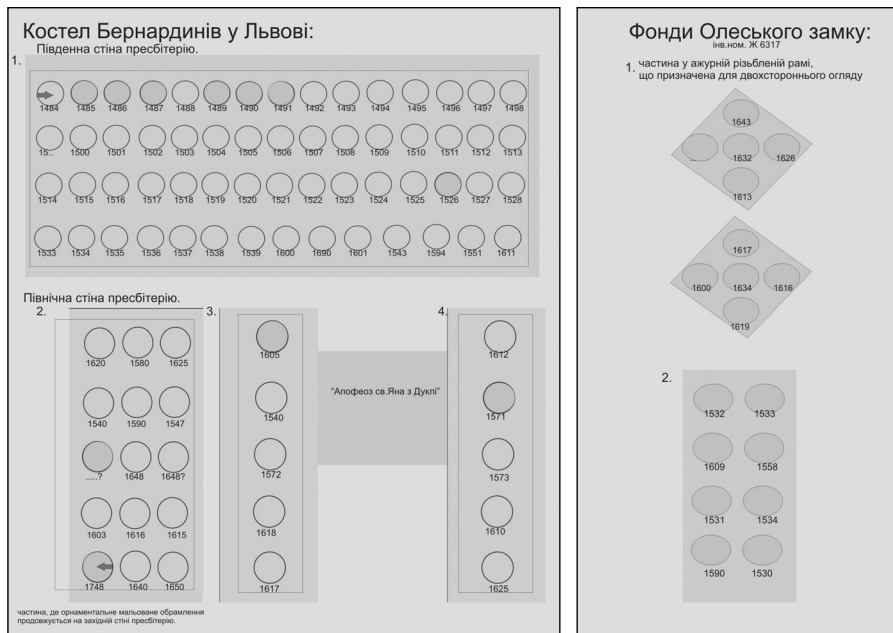 Костел Бернардинів у Львові:
Південна стіна пресбітерію.
1.
1484 1485 1486 1487 1488 1489 1490 1491 1492 1493 1494 1495 1496 1497 1498
15.. 1500 1501 1502 1503 1504 1505 1506 1507 1508 1509 1510 1511 1512 1513
1514 1515 1516 1517 1518 1519 1520 1521 1522 1523 1524 1525 1526 1527 1528
1533 1534 1535 1536 1537 1538 1539 1600 1690 1601 1543 1594 1551 1611
Північна стіна пресбітерію.
2.
1620 1580 1625
1540 1590 1547
.....? 1648 1648?
1603 1616 1615
1748 1640 1650
3.
1605
1540
1572
1618
1617
"Апофеоз св.Яна з Дуклі"
4.
1612
1571
1573
1610
1625
частина, де орнаментальне мальоване обрамлення
продовжується на західній стіні пресбітерію.
Фонди Олеського замку:
інв.ном. Ж 6317
1. частина у ажурній різьбленій рамі,
що призначена для двохстороннього огляду
1643
... 1632 1626
1613
1617
1600 1634 1616
1619
2.
1532 1533
1609 1558
1531 1534
1590 1530